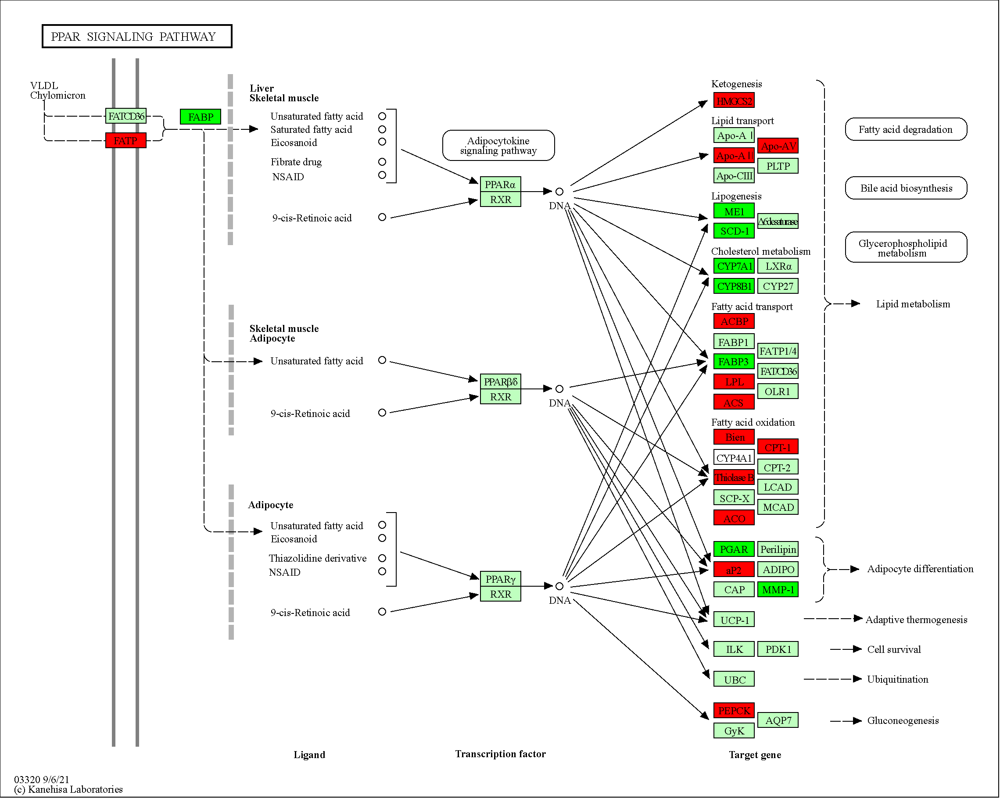 PPAR SIGNALING PATHWAY
VLDL
Chylomicron
FATCD36
FATP
FABP
Liver
Skeletal muscle
Unsaturated fatty acid
Saturated fatty acid
Eicosanoid
Fibrate drug
NSAID
9-cis-Retinoic acid
Adipocytokine
signaling pathway
PPARα
RXR
DNA
Skeletal muscle
Adipocyte
Unsaturated fatty acid
9-cis-Retinoic acid
PPARβ/δ
RXR
DNA
Adipocyte
Unsaturated fatty acid
Eicosanoid
Thiazolidine derivative
NSAID
9-cis-Retinoic acid
PPARγ
RXR
DNA
Ketogenesis
HMGCS2
Lipid transport
Apo-A I
Apo-AV
Apo-A II
PLTP
Apo-CIII
Lipogenesis
ME1
Δ6desaturase
SCD-1
Cholesterol metabolism
CYP7A1
LXRα
CYP8B1
CYP27
Fatty acid transport
ACBP
FABP1
FATP1/4
FABP3
FAT/CD36
LPL
OLR1
ACS
Fatty acid oxidation
Bien
CPT-1
CYP4A1
CPT-2
Thiolase B
LCAD
SCP-X
MCAD
ACO
PGAR
Perilipin
aP2
ADIPO
CAP
MMP-1
UCP-1
ILK
PDK1
UBC
PEPCK
AQP7
GyK
Fatty acid degradation
Bile acid biosynthesis
Glycerophospholipid
metabolism
Lipid metabolism
Adipocyte differentiation
Adaptive thermogenesis
Cell survival
Ubiquitination
Gluconeogenesis
Ligand
Transcription factor
Target gene
03320 9/6/21
(c) Kanehisa Laboratories